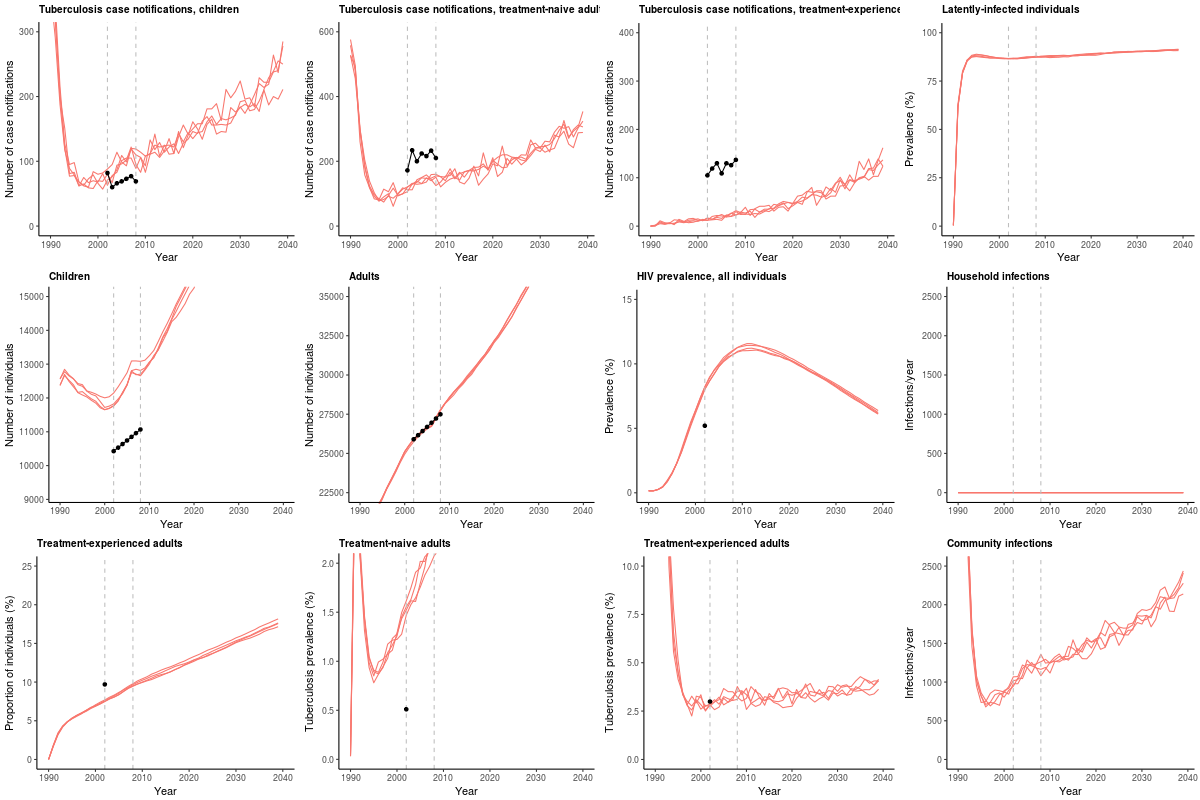 Tuberculosis case notifications, children
Number of case notifications
300
200
100
0
1990 2000 2010 2020 2030 2040
Year
Tuberculosis case notifications, treatment-naive adul
Number of case notifications
600
400
200
0
1990 2000 2010 2020 2030 2040
Year
Tuberculosis case notifications, treatment-experience
Number of case notifications
400
300
200
100
0
1990 2000 2010 2020 2030 2040
Year
Latently-infected individuals
Prevalence (%)
100
75
50
25
0
1990 2000 2010 2020 2030 2040
Year
Children
Number of individuals
15000
14000
13000
12000
11000
10000
9000
1990 2000 2010 2020 2030 2040
Year
Adults
Number of individuals
35000
32500
30000
27500
25000
22500
1990 2000 2010 2020 2030 2040
Year
HIV prevalence, all individuals
Prevalence (%)
15
10
5
0
1990 2000 2010 2020 2030 2040
Year
Household infections
Infections/year
2500
2000
1500
1000
500
0
1990 2000 2010 2020 2030 2040
Year
Treatment-experienced adults
Proportion of individuals (%)
25
20
15
10
5
0
1990 2000 2010 2020 2030 2040
Year
Treatment-naive adults
Tuberculosis prevalence (%)
2.0
1.5
1.0
0.5
0.0
1990 2000 2010 2020 2030 2040
Year
Treatment-experienced adults
Tuberculosis prevalence (%)
10.0
7.5
5.0
2.5
0.0
1990 2000 2010 2020 2030 2040
Year
Community infections
Infections/year
2500
2000
1500
1000
500
0
1990 2000 2010 2020 2030 2040
Year